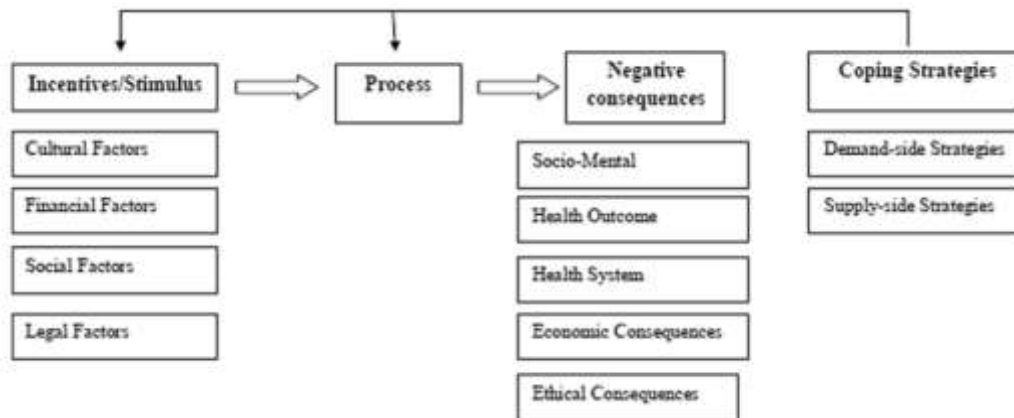 Incentives/Stimulus
Process
Negative
consequences
Coping Strategies
Cultural Factors
Financial Factors
Social Factors
Legal Factors
Socio-Mental
Health Outcome
Health System
Economic Consequences
Ethical Consequences
Demand-side Strategies
Supply-side Strategies